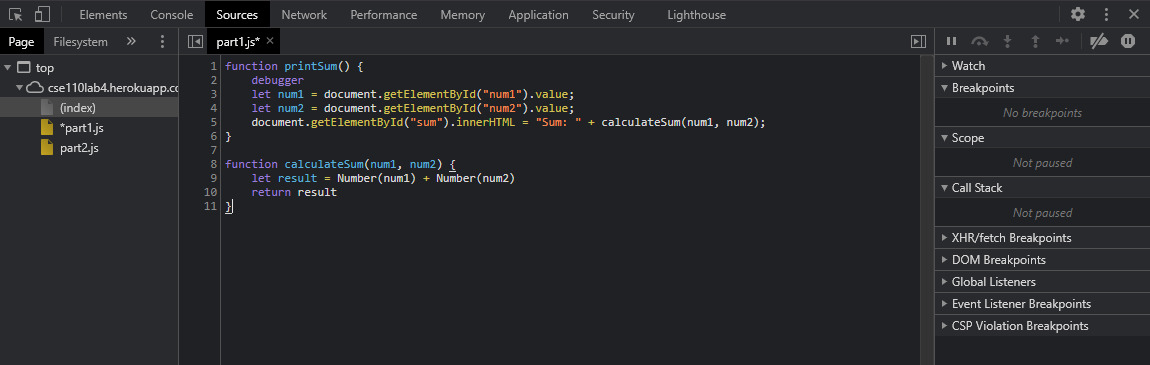 Elements Console Sources Network Performance Memory Application Security Lighthouse
Page Filesystem » part1.js* ×
top
cse110lab4.herokuapp.co
(index)
*part1.js
part2.js
1 function printSum() {
2 debugger
3 let num1 = document.getElementById("num1").value;
4 let num2 = document.getElementById("num2").value;
5 document.getElementById("sum").innerHTML = "Sum: " + calculateSum(num1, num2);
6 }
7
8 function calculateSum(num1, num2) {
9 let result = Number(num1) + Number(num2)
10 return result
11 }
Watch
Breakpoints
No breakpoints
Scope
Not paused
Call Stack
Not paused
XHR/fetch Breakpoints
DOM Breakpoints
Global Listeners
Event Listener Breakpoints
CSP Violation Breakpoints